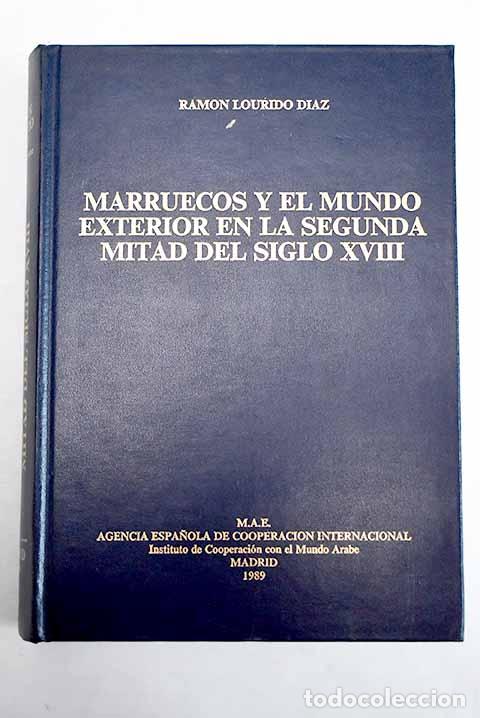 RAMON LOURIDO DIAZ
MARRUECOS Y EL MUNDO
EXTERIOR EN LA SEGUNDA
MITAD DEL SIGLO XVIII
M.A.E.
AGENCIA ESPAÑOLA DE COOPERACION INTERNACIONAL
Instituto de Cooperación con el Mundo Arabe
MADRID
1989
todocoleccion